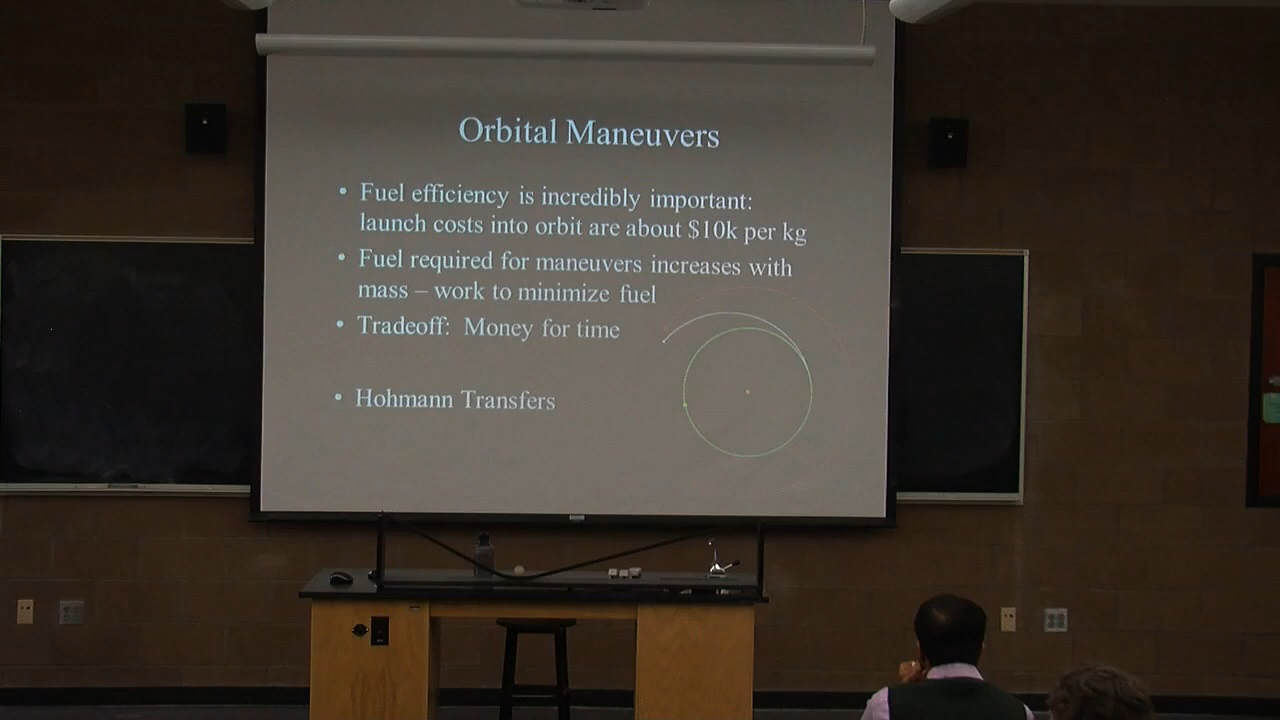 Orbital Maneuvers
• Fuel efficiency is incredibly important:
launch costs into orbit are about $10k per kg
• Fuel required for maneuvers increases with
mass – work to minimize fuel
• Tradeoff: Money for time
• Hohmann Transfers